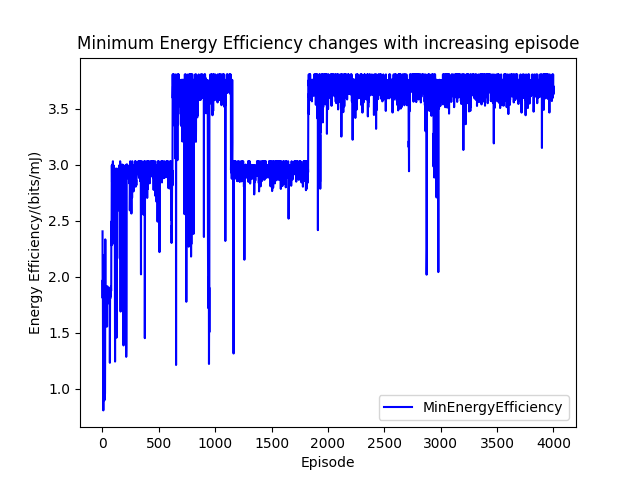 Minimum Energy Efficiency changes with increasing episode
Energy Efficiency/(bits/mJ)
3.5
3.0
2.5
2.0
1.5
1.0
MinEnergyEfficiency
0 500 1000 1500 2000 2500 3000 3500 4000
Episode